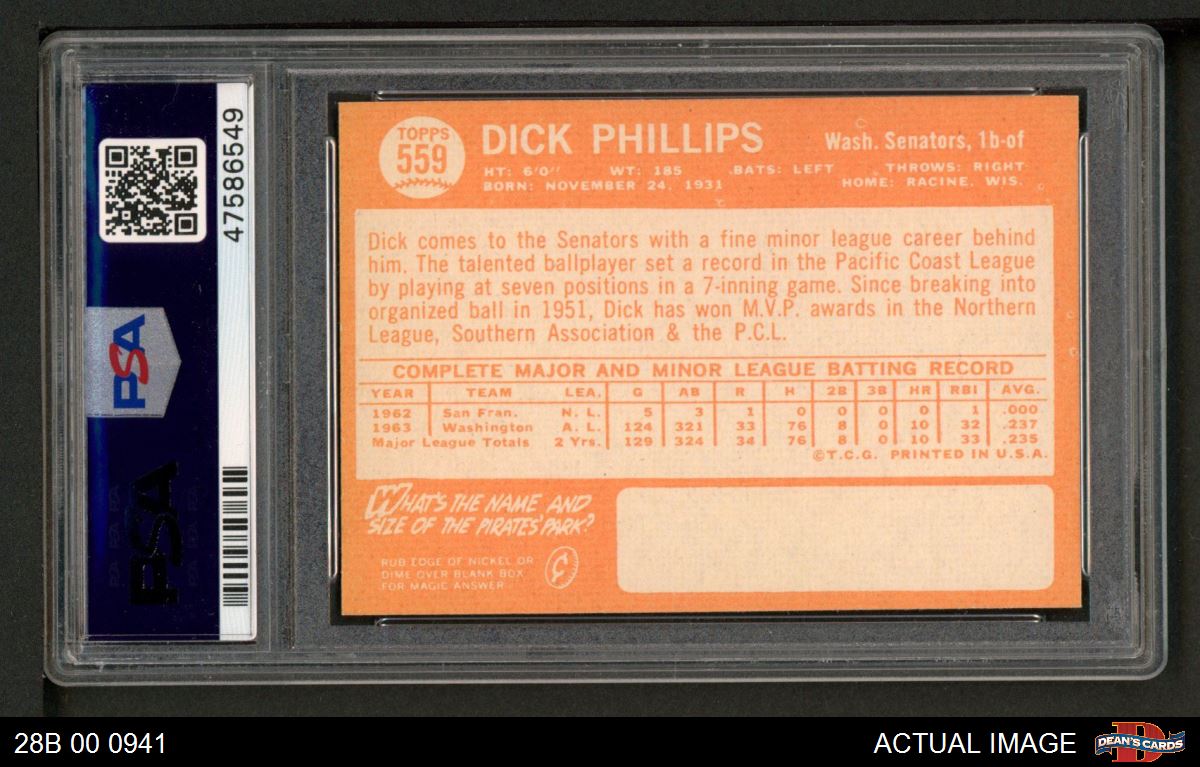 47586549
PSA
PSA
TOPPS
559
DICK PHILLIPS
Wash. Senators, 1b-of
HT: 6'0" WT: 185 BATS: LEFT THROWS: RIGHT
BORN: NOVEMBER 24, 1931 HOME: RACINE, WIS.
Dick comes to the Senators with a fine minor league career behind
him. The talented ballplayer set a record in the Pacific Coast League
by playing at seven positions in a 7-inning game. Since breaking into
organized ball in 1951, Dick has won M.V.P. awards in the Northern
League, Southern Association & the P.C.L.
COMPLETE MAJOR AND MINOR LEAGUE BATTING RECORD
YEAR TEAM LEA. G AB R H 2B 3B HR RBI AVG.
1962 San Fran. N. L. 5 3 1 0 0 0 0 1 .000
1963 Washington A. L. 124 321 33 76 8 0 10 32 .237
Major League Totals 2 Yrs. 129 324 34 76 8 0 10 33 .235
©T.C.G. PRINTED IN U.S.A.
WHAT'S THE NAME AND
SIZE OF THE PIRATES' PARK?
RUB EDGE OF NICKEL OR
DIME OVER BLANK BOX
FOR MAGIC ANSWER
28B 00 0941
ACTUAL IMAGE
D
DEAN'S CARDS